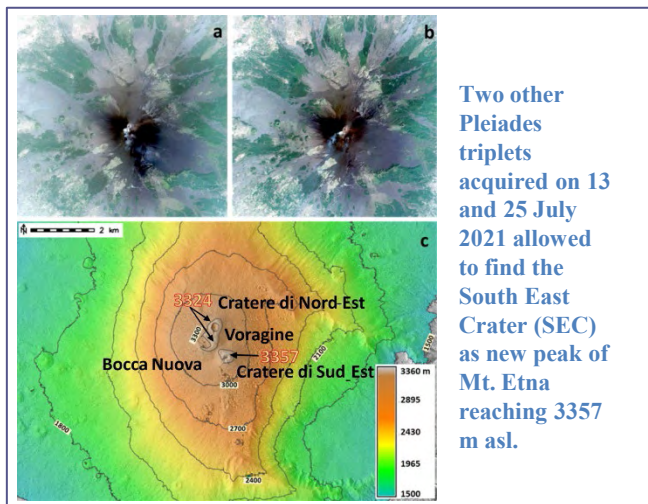 a
b
Two other
Pleiades
triplets
acquired on 13
and 25 July
2021 allowed
to find the
South East
Crater (SEC)
as new peak of
Mt. Etna
reaching 3357
m asl.
N 2 km
c
3324
Cratere di Nord-Est
3300
Voragine
3357
Bocca Nuova
Cratere di Sud_Est
2100
1500
3000
1800
2700
2400
3360 m
2895
2430
1965
1500